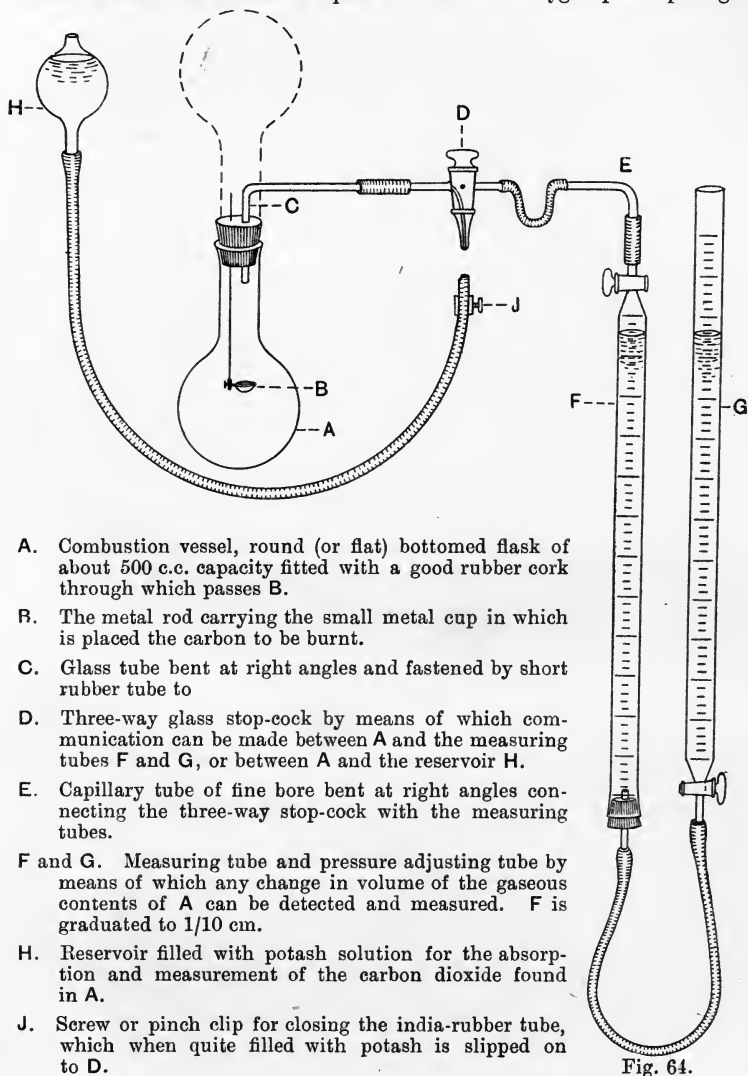 D
E
H
C
J
F
G
B
A
A. Combustion vessel, round (or flat) bottomed flask of
about 500 c.c. capacity fitted with a good rubber cork
through which passes B.
B. The metal rod carrying the small metal cup in which
is placed the carbon to be burnt.
C. Glass tube bent at right angles and fastened by short
rubber tube to
D. Three-way glass stop-cock by means of which com-
munication can be made between A and the measuring
tubes F and G, or between A and the reservoir H.
E. Capillary tube of fine bore bent at right angles con-
necting the three-way stop-cock with the measuring
tubes.
F and G. Measuring tube and pressure adjusting tube by
means of which any change in volume of the gaseous
contents of A can be detected and measured. F is
graduated to 1/10 cm.
H. Reservoir filled with potash solution for the absorp-
tion and measurement of the carbon dioxide found
in A.
J. Screw or pinch clip for closing the india-rubber tube,
which when quite filled with potash is slipped on
to D.
Fig. 64.